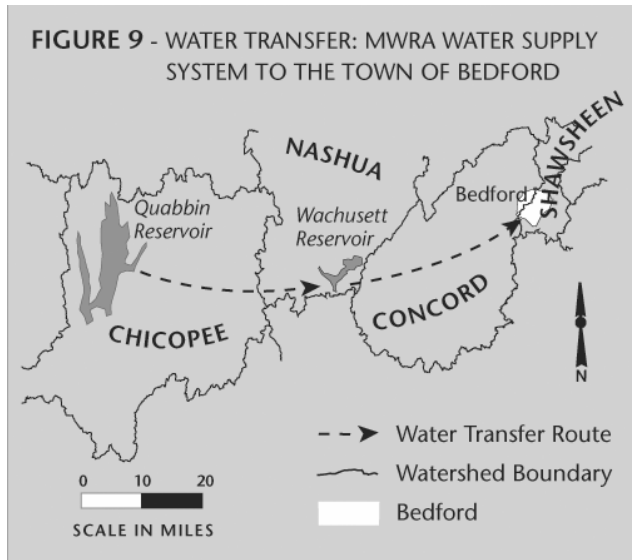 FIGURE 9 - WATER TRANSFER: MWRA WATER SUPPLY
SYSTEM TO THE TOWN OF BEDFORD
NASHUA
SHAWSHEEN
Bedford
Quabbin
Reservoir
Wachusett
Reservoir
CHICOPEE
CONCORD
N
Water Transfer Route
Watershed Boundary
Bedford
0 10 20
SCALE IN MILES